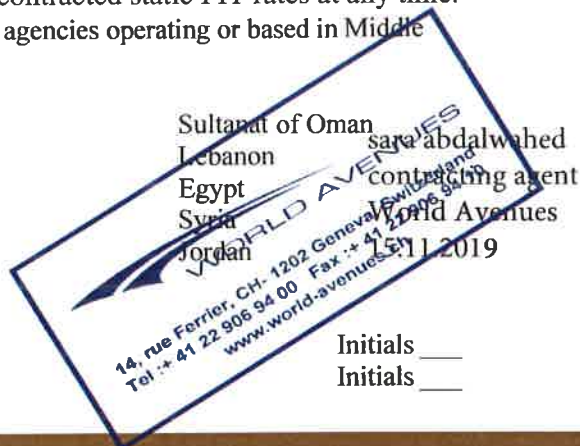 contracted static FIT rates at any time.
agencies operating or based in Middle
Sultanat of Oman
Lebanon
Egypt
Syria
Jordan
sara abdalwahed
contracting agent
World Avenues
15.11.2019
WORLD AVENUES
14, rue Ferrier, CH- 1202 Geneva, Switzerland
Tel :+ 41 22 906 94 00 Fax :+ 41 22 906 94
www.world-avenues.ch
Initials ___
Initials ___